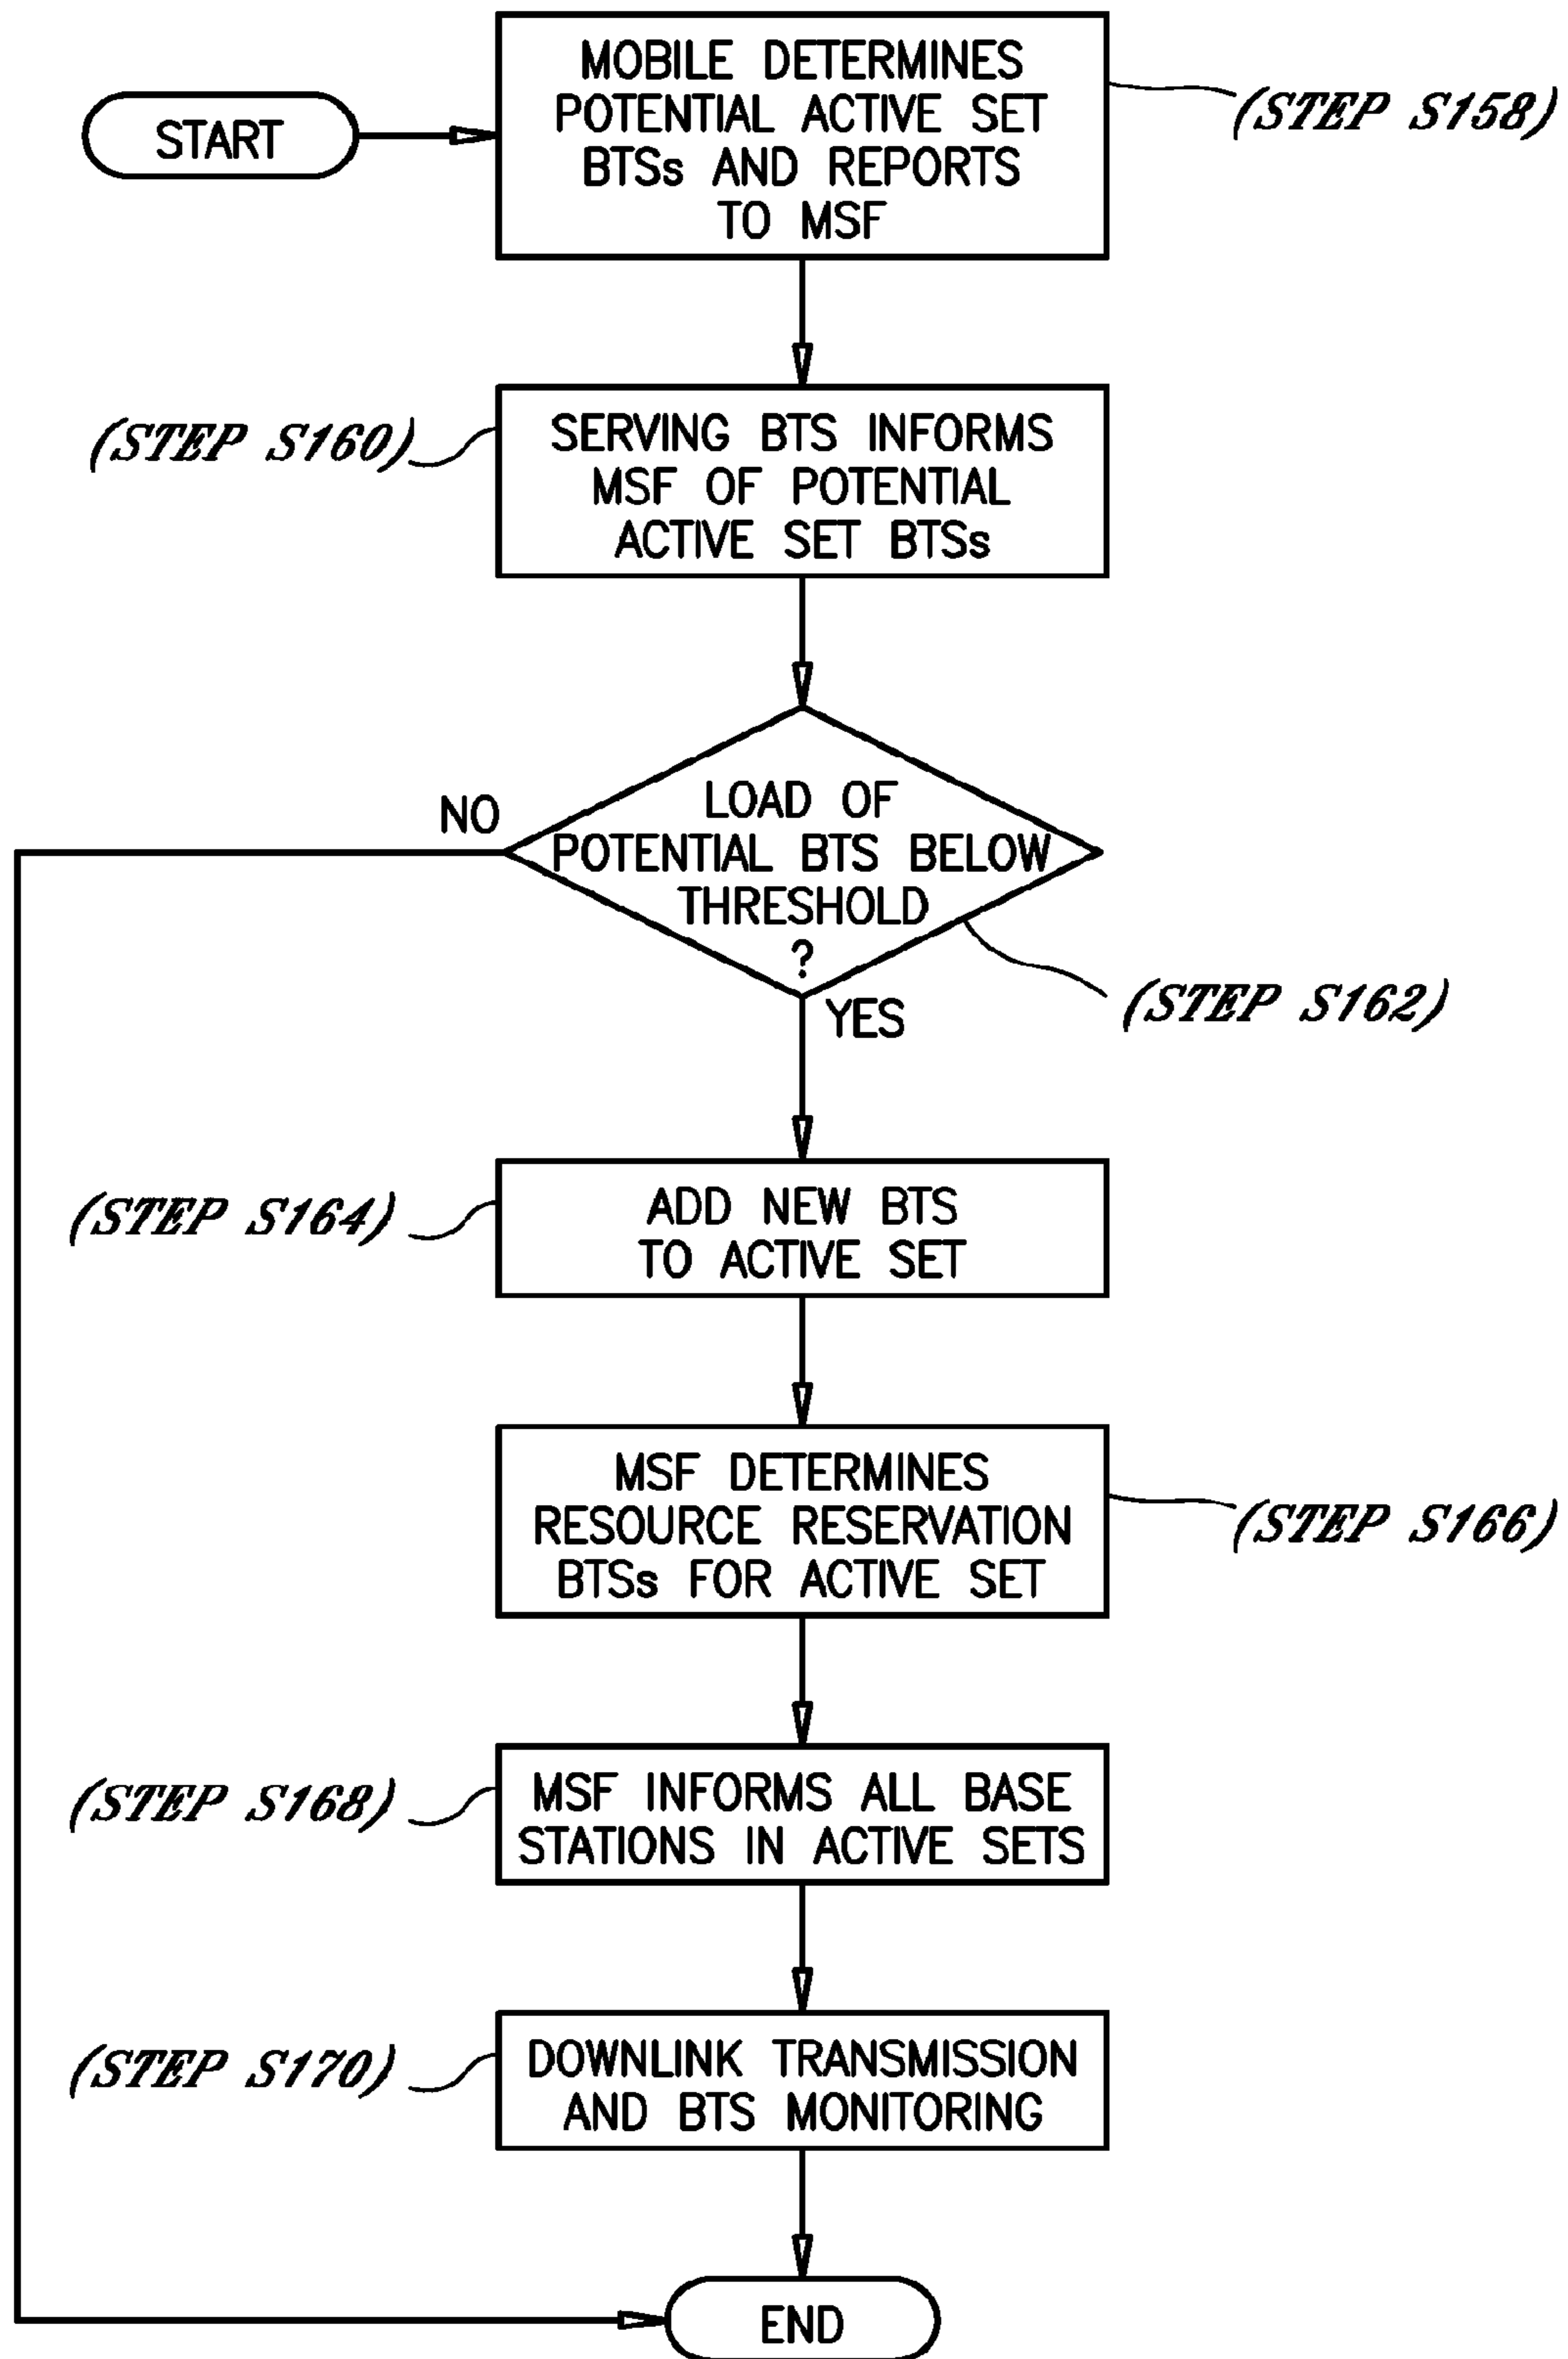 START
MOBILE DETERMINES
POTENTIAL ACTIVE SET
BTSs AND REPORTS
TO MSF
(STEP S158)
(STEP S160)
SERVING BTS INFORMS
MSF OF POTENTIAL
ACTIVE SET BTSs
NO
LOAD OF
POTENTIAL BTS BELOW
THRESHOLD
?
(STEP S162)
YES
(STEP S164)
ADD NEW BTS
TO ACTIVE SET
MSF DETERMINES
RESOURCE RESERVATION
BTSs FOR ACTIVE SET
(STEP S166)
(STEP S168)
MSF INFORMS ALL BASE
STATIONS IN ACTIVE SETS
(STEP S170)
DOWNLINK TRANSMISSION
AND BTS MONITORING
END